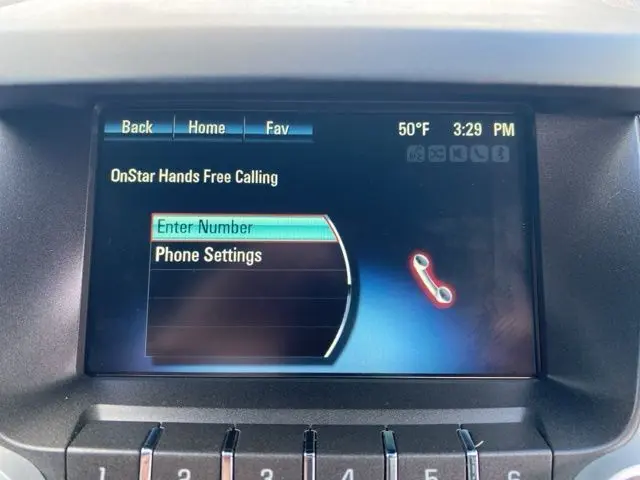 Back Home Fav 50°F 3:29 PM
OnStar Hands Free Calling
Enter Number
Phone Settings
1 2 3 4 5 6